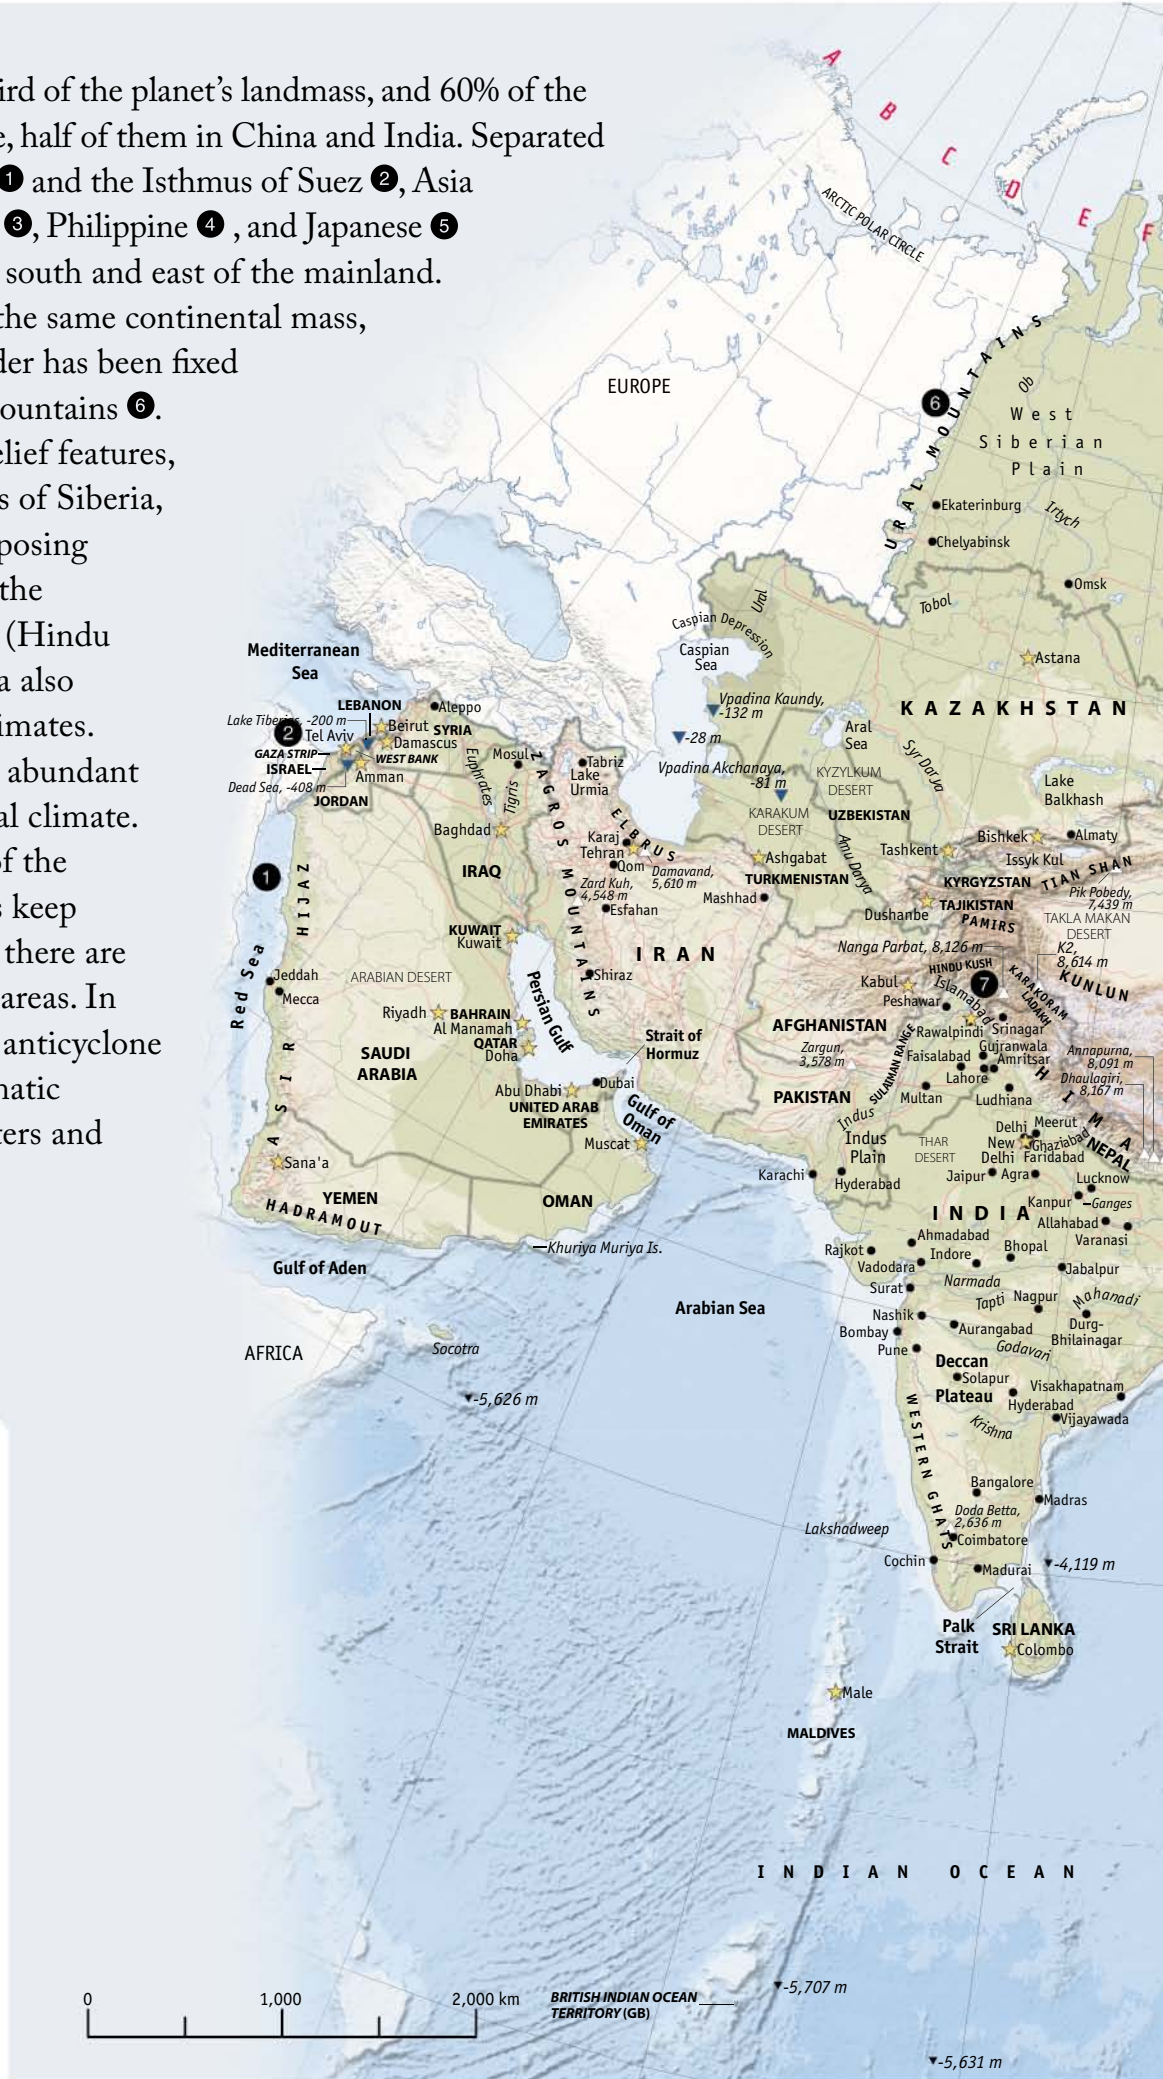 ird of the planet’s landmass, and 60% of the
e, half of them in China and India. Separated
1 and the Isthmus of Suez 2, Asia
3, Philippine 4 , and Japanese 5
south and east of the mainland.
the same continental mass,
der has been fixed
ountains 6.
elief features,
s of Siberia,
posing
the
(Hindu
a also
imates.
abundant
al climate.
of the
s keep
there are
areas. In
anticyclone
matic
ters and
A
B
C
D
E
F
ARCTIC POLAR CIRCLE
EUROPE
6
URAL MOUNTAINS
Ob
West
Siberian
Plain
Ekaterinburg
Irtych
Chelyabinsk
Omsk
Tobol
Ural
Caspian Depression
Caspian
Sea
Astana
KAZAKHSTAN
Mediterranean
Sea
LEBANON
Aleppo
Lake Tiberias, -200 m
Beirut
SYRIA
2
Tel Aviv
Damascus
GAZA STRIP
WEST BANK
ISRAEL
Amman
Dead Sea, -408 m
JORDAN
Euphrates
Tigris
Mosul
Tabriz
Lake
Urmia
Vpadina Kaundy,
-132 m
-28 m
Vpadina Akchanaya,
-81 m
Aral
Sea
Syr Darya
KYZYLKUM
DESERT
KARAKUM
DESERT
UZBEKISTAN
Lake
Balkhash
Bishkek
Almaty
Tashkent
Issyk Kul
TIAN SHAN
Amu Darya
Ashgabat
TURKMENISTAN
KYRGYZSTAN
Pik Pobedy,
7,439 m
TAJIKISTAN
Dushanbe
PAMIRS
TAKLA MAKAN
DESERT
Mashhad
Baghdad
IRAQ
ZAGROS MOUNTAINS
ELBRUS
Karaj
Tehran
Qom
Damavand,
5,610 m
Zard Kuh,
4,548 m
Esfahan
1
HIJAZ
KUWAIT
Kuwait
IRAN
Nanga Parbat, 8,126 m
K2,
8,614 m
HINDU KUSH
7
KARAKORAM
LADAKH
KUNLUN
Kabul
Islamabad
Peshawar
Red Sea
Jeddah
Mecca
ARABIAN DESERT
Shiraz
Persian Gulf
Riyadh
BAHRAIN
Al Manamah
QATAR
Doha
Strait of
Hormuz
AFGHANISTAN
Rawalpindi
Srinagar
Gujranwala
Zargun,
3,578 m
SULAIMAN RANGE
Faisalabad
Amritsar
Lahore
Annapurna,
8,091 m
Dhaulagiri,
8,167 m
SAUDI
ARABIA
Abu Dhabi
Dubai
UNITED ARAB
EMIRATES
Gulf of
Oman
Muscat
PAKISTAN
Multan
Ludhiana
HIMA
ASIR
Indus
Indus
Plain
THAR
DESERT
Delhi
Meerut
New
Delhi
Ghaziabad
Faridabad
NEPAL
Sana'a
Karachi
Hyderabad
Jaipur
Agra
Lucknow
YEMEN
HADRAMOUT
OMAN
Kanpur
Ganges
INDIA
Allahabad
Varanasi
Khuriya Muriya Is.
Gulf of Aden
Rajkot
Ahmadabad
Indore
Bhopal
Vadodara
Jabalpur
Surat
Narmada
Tapti
Nagpur
Mahanadi
Arabian Sea
Nashik
Durg-
Bhilainagar
Bombay
Aurangabad
Pune
Godavari
AFRICA
Socotra
Deccan
Plateau
Solapur
Visakhapatnam
Hyderabad
-5,626 m
Vijayawada
Krishna
WESTERN GHATS
Bangalore
Madras
Doda Betta,
2,636 m
Lakshadweep
Coimbatore
Cochin
Madurai
-4,119 m
Palk
Strait
SRI LANKA
Colombo
Male
MALDIVES
INDIAN OCEAN
-5,707 m
0 1,000 2,000 km
BRITISH INDIAN OCEAN
TERRITORY (GB)
-5,631 m